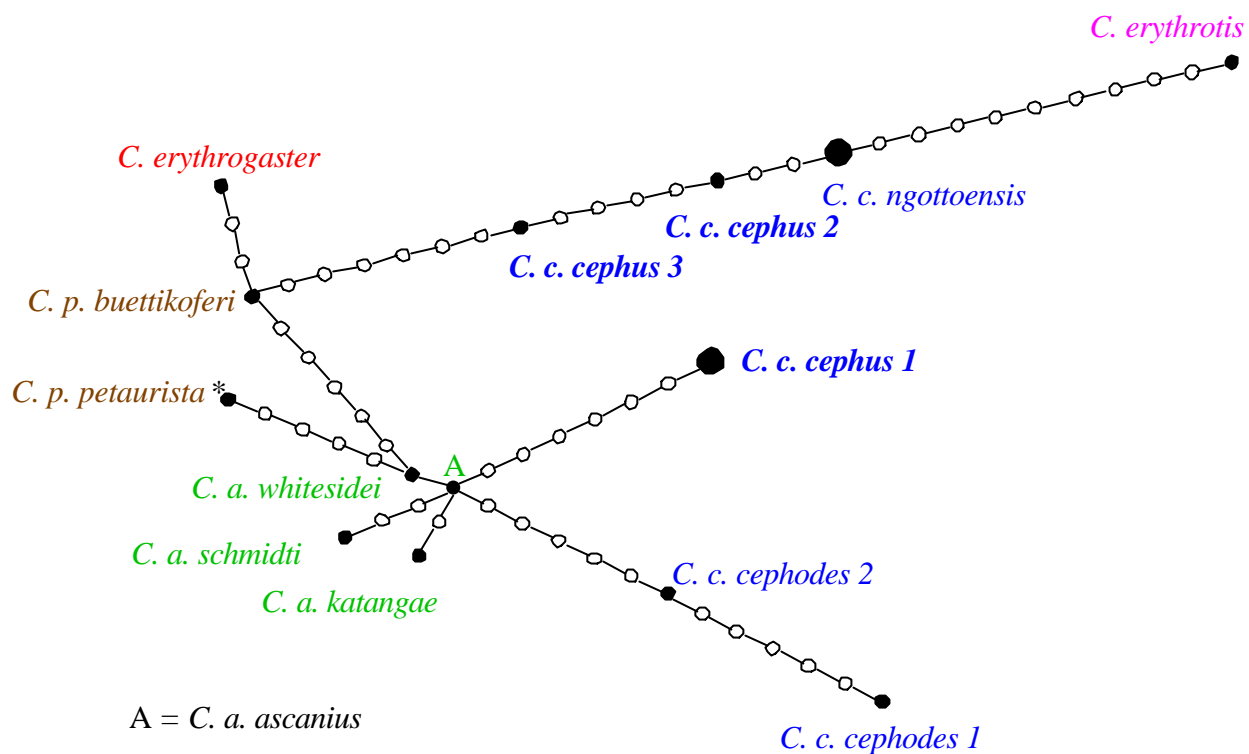 C. erythrotis
C. erythrogaster
C. c. ngottoensis
C. c. cephus 2
C. c. cephus 3
C. p. buettikoferi
C. c. cephus 1
C. p. petaurista *
A
C. a. whitesidei
C. a. schmidti
C. c. cephodes 2
C. a. katangae
A = C. a. ascanius
C. c. cephodes 1